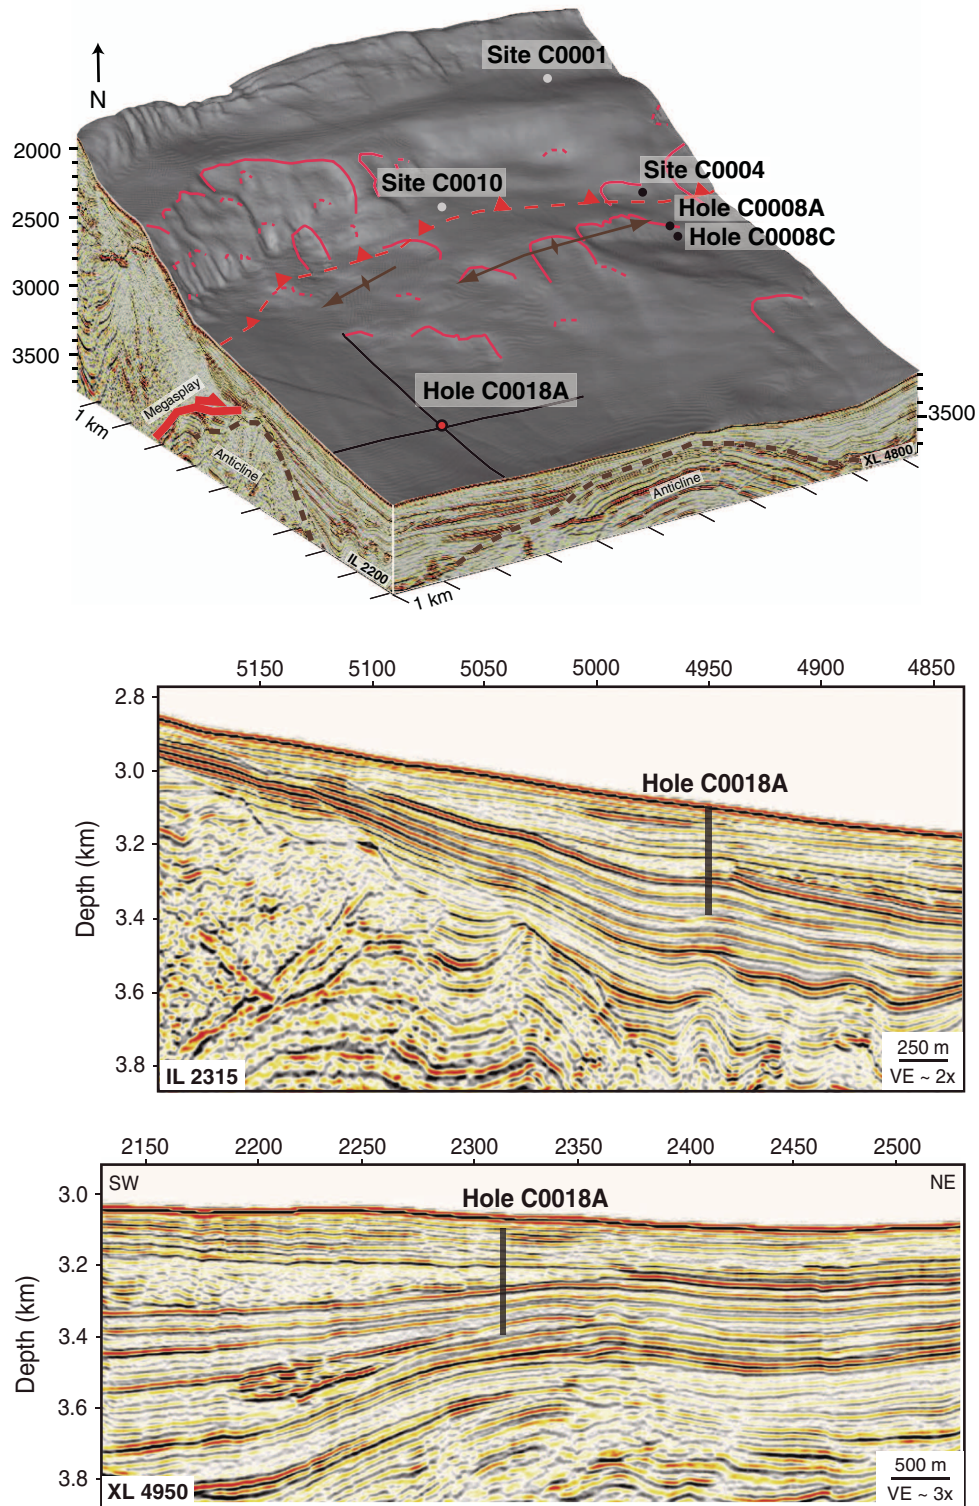 Site C0001
N
2000
Site C0004
Site C0010
Hole C0008A
2500
Hole C0008C
3000
3500
Hole C0018A
Megasplay
3500
1 km
XL 4800
Anticline
Anticline
IL 2200
1 km
5150 5100 5050 5000 4950 4900 4850
2.8
3.0
Hole C0018A
3.2
Depth (km)
3.4
3.6
250 m
3.8
IL 2315
VE ~ 2x
2150 2200 2250 2300 2350 2400 2450 2500
SW
NE
3.0
Hole C0018A
3.2
Depth (km)
3.4
3.6
500 m
3.8
XL 4950
VE ~ 3x